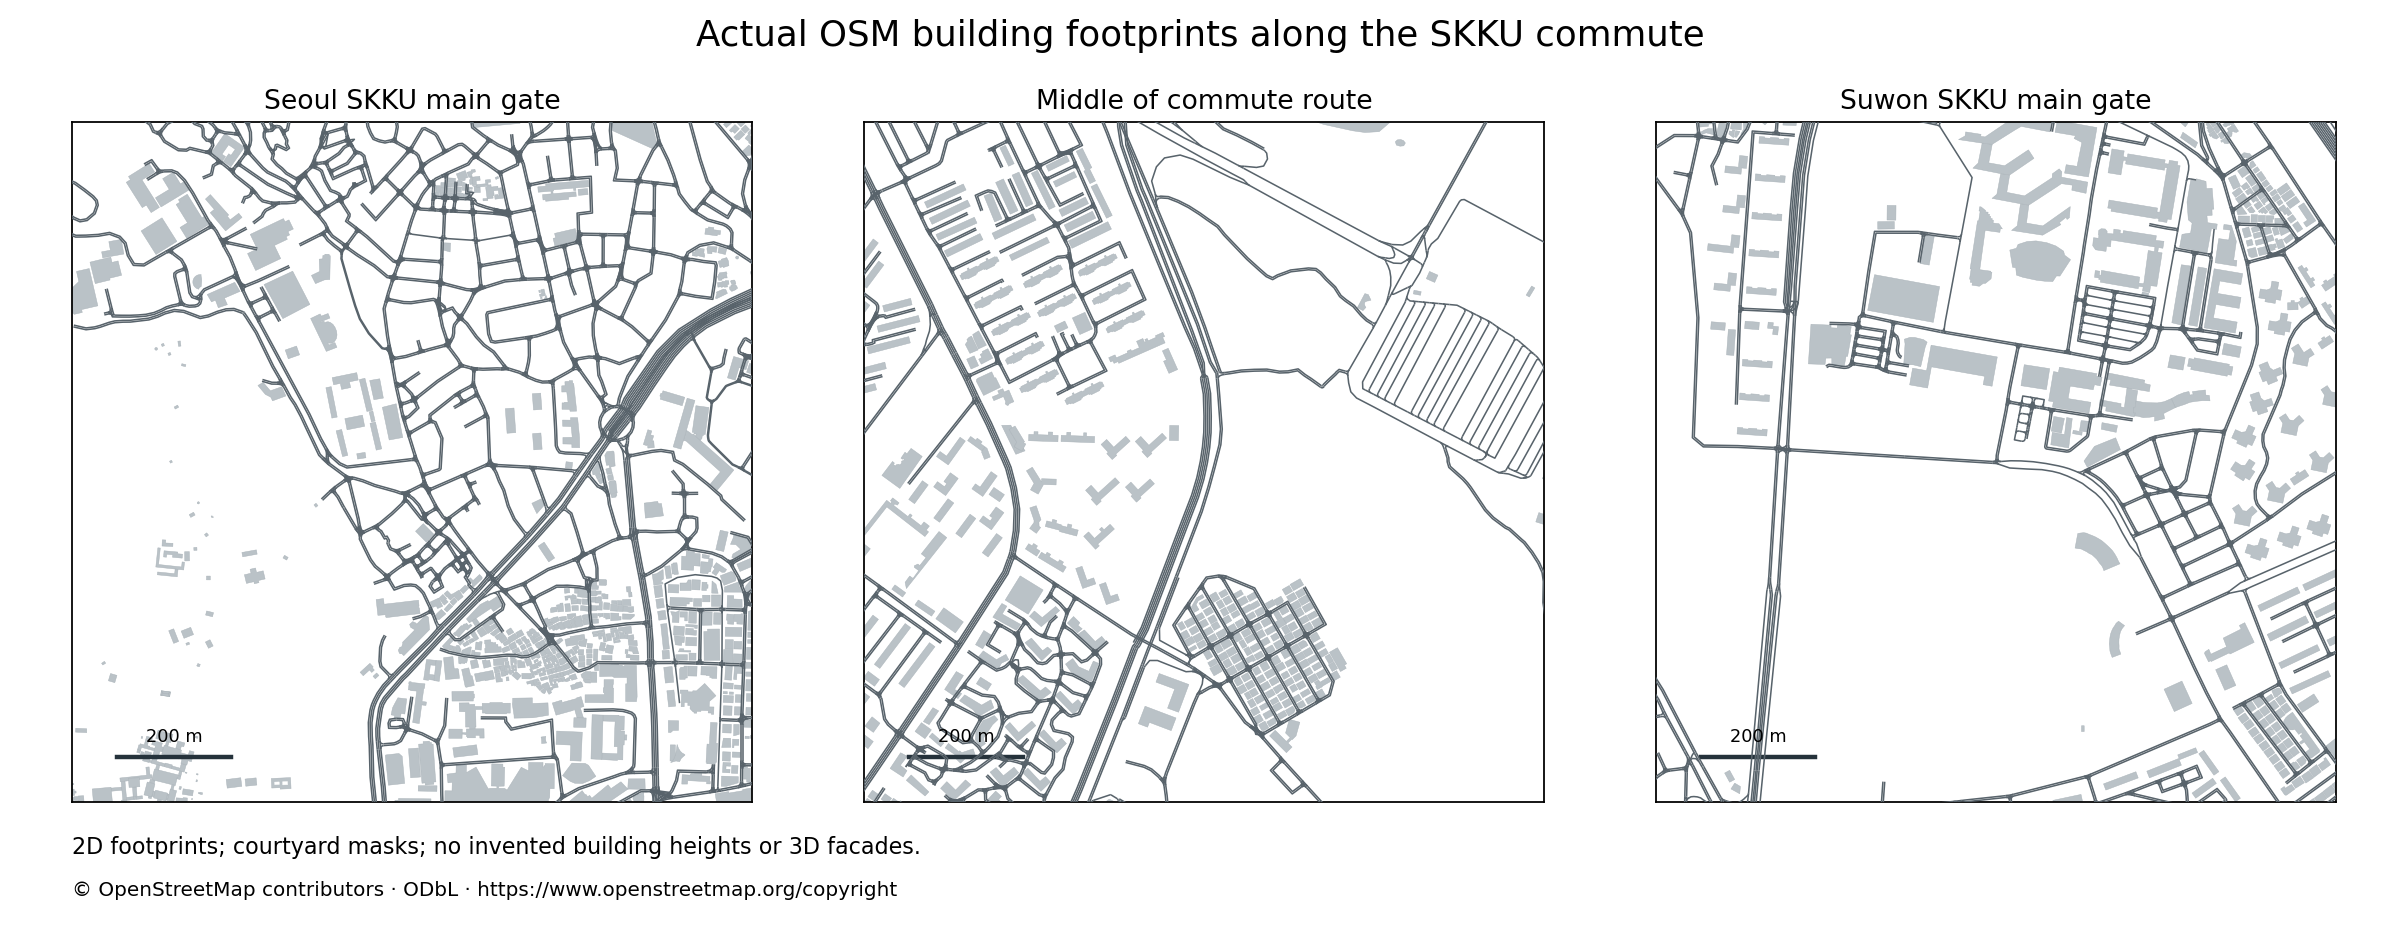 Actual OSM building footprints along the SKKU commute
Seoul SKKU main gate
Middle of commute route
Suwon SKKU main gate
200 m
200 m
200 m
2D footprints; courtyard masks; no invented building heights or 3D facades.
© OpenStreetMap contributors · ODbL · https://www.openstreetmap.org/copyright